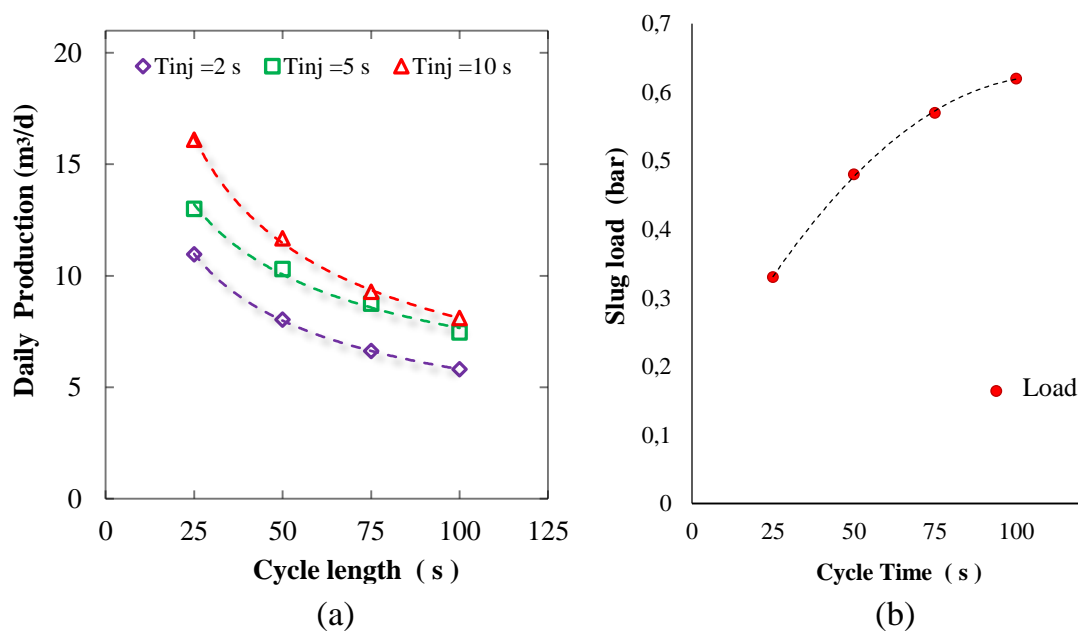 20
15
10
5
0
Daily Production (m³/d)
Tinj =2 s
Tinj =5 s
Tinj =10 s
0
25
50
75
100
125
Cycle length ( s )
(a)
0,7
0,6
0,5
0,4
0,3
0,2
0,1
0
Slug load (bar)
Load
0
25
50
75
100
Cycle Time ( s )
(b)